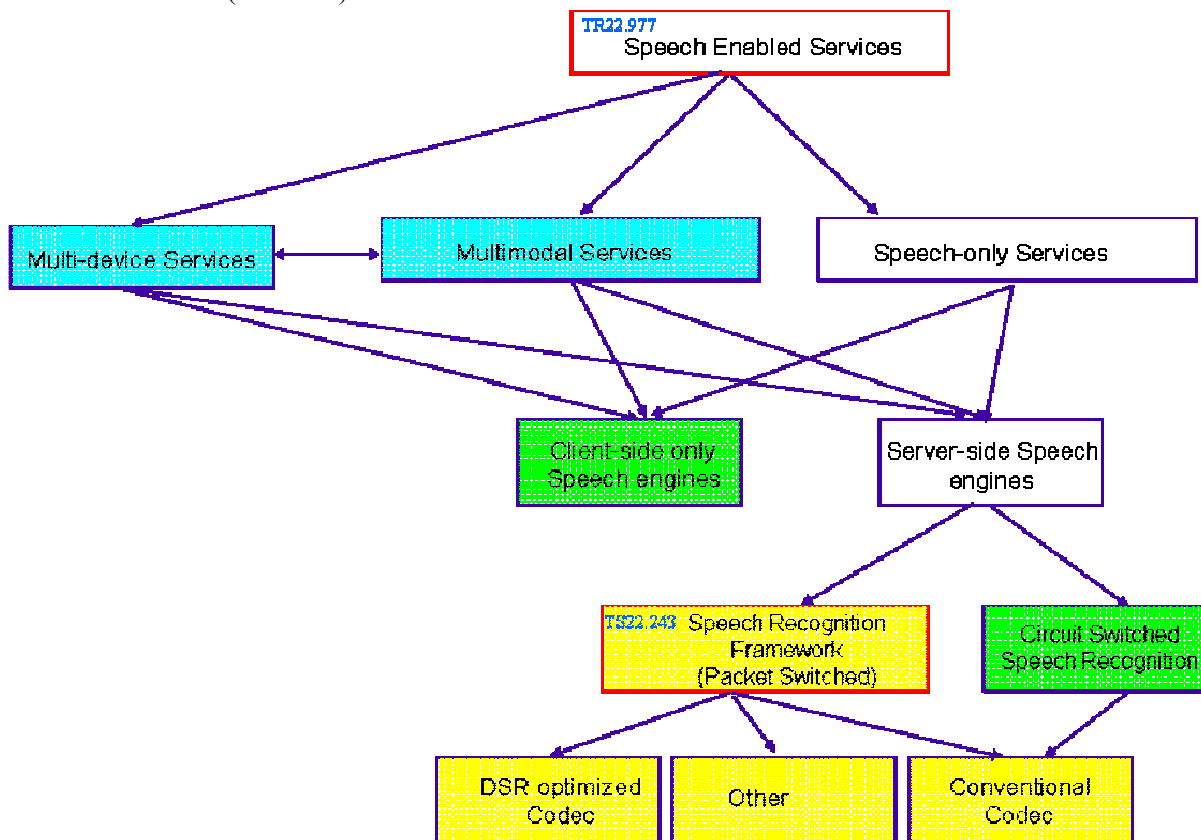 TR22.977
Speech Enabled Services
Multi-device Services
Multimodal Services
Speech-only Services
Client-side only
Speech engines
Server-side Speech
engines
TS22.243 Speech Recognition
Framework
(Packet Switched)
Circuit Switched
Speech Recognition
DSR optimized
Codec
Other
Conventional
Codec